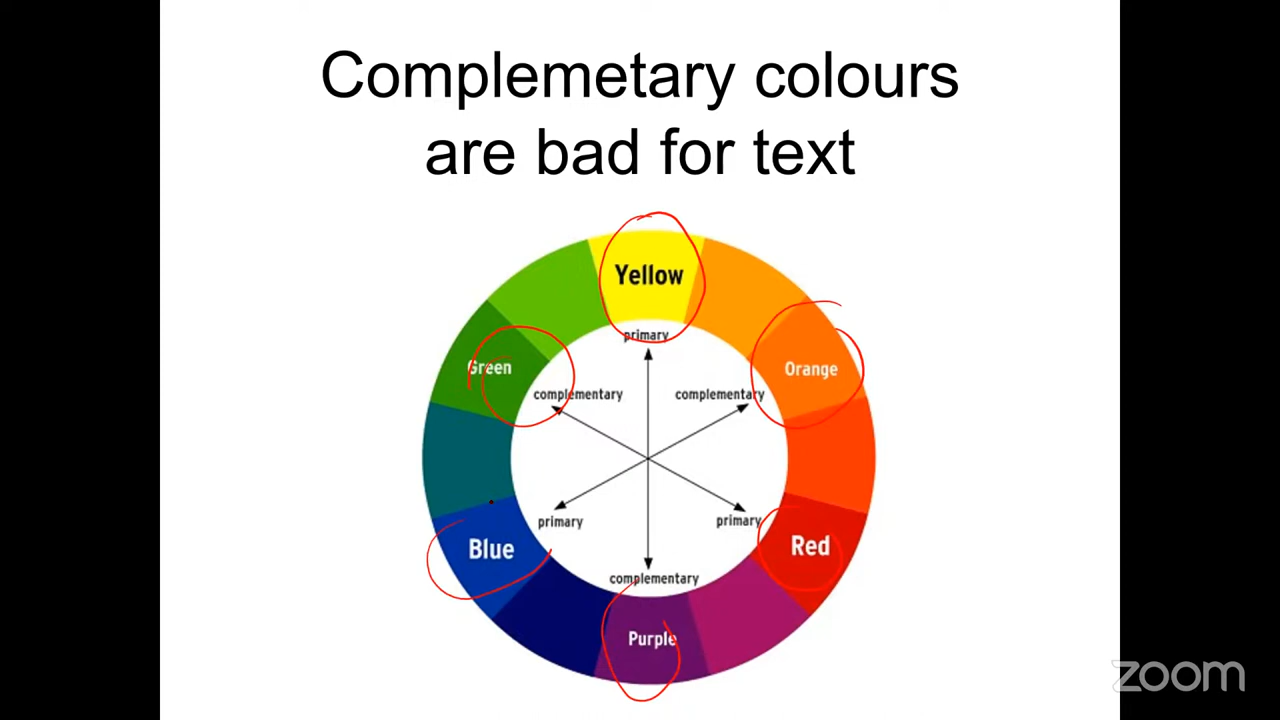 Complemetary colours
are bad for text
Yellow
primary
Green
Orange
complementary
complementary
primary
primary
Blue
Red
complementary
Purple
zoom